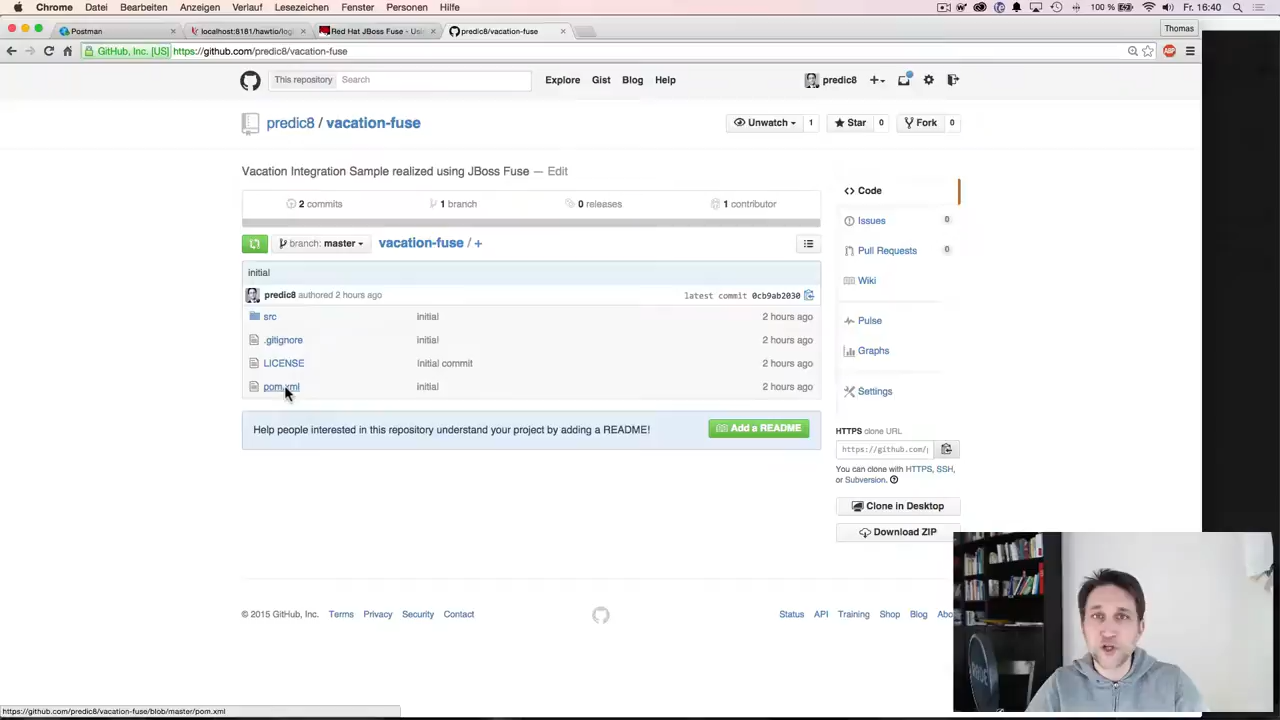 Chrome Datei Bearbeiten Anzeigen Verlauf Lesezeichen Fenster Personen Hilfe 100 % Fr. 16:40
Postman localhost:8181/hawtio/log Red Hat JBoss Fuse - Usi predic8/vacation-fuse Thomas
GitHub, Inc. [US] https://github.com/predic8/vacation-fuse ABP
This repository Search Explore Gist Blog Help predic8
predic8 / vacation-fuse Unwatch 1 Star 0 Fork 0
Vacation Integration Sample realized using JBoss Fuse — Edit
2 commits 1 branch 0 releases 1 contributor
branch: master vacation-fuse / +
initial
predic8 authored 2 hours ago latest commit 0cb9ab2030
src initial 2 hours ago
.gitignore initial 2 hours ago
LICENSE Initial commit 2 hours ago
pom.xml initial 2 hours ago
Help people interested in this repository understand your project by adding a README! Add a README
Code
Issues 0
Pull Requests 0
Wiki
Pulse
Graphs
Settings
HTTPS clone URL
https://github.com/
You can clone with HTTPS, SSH,
or Subversion.
Clone in Desktop
Download ZIP
© 2015 GitHub, Inc. Terms Privacy Security Contact Status API Training Shop Blog Abo
https://github.com/predic8/vacation-fuse/blob/master/pom.xml